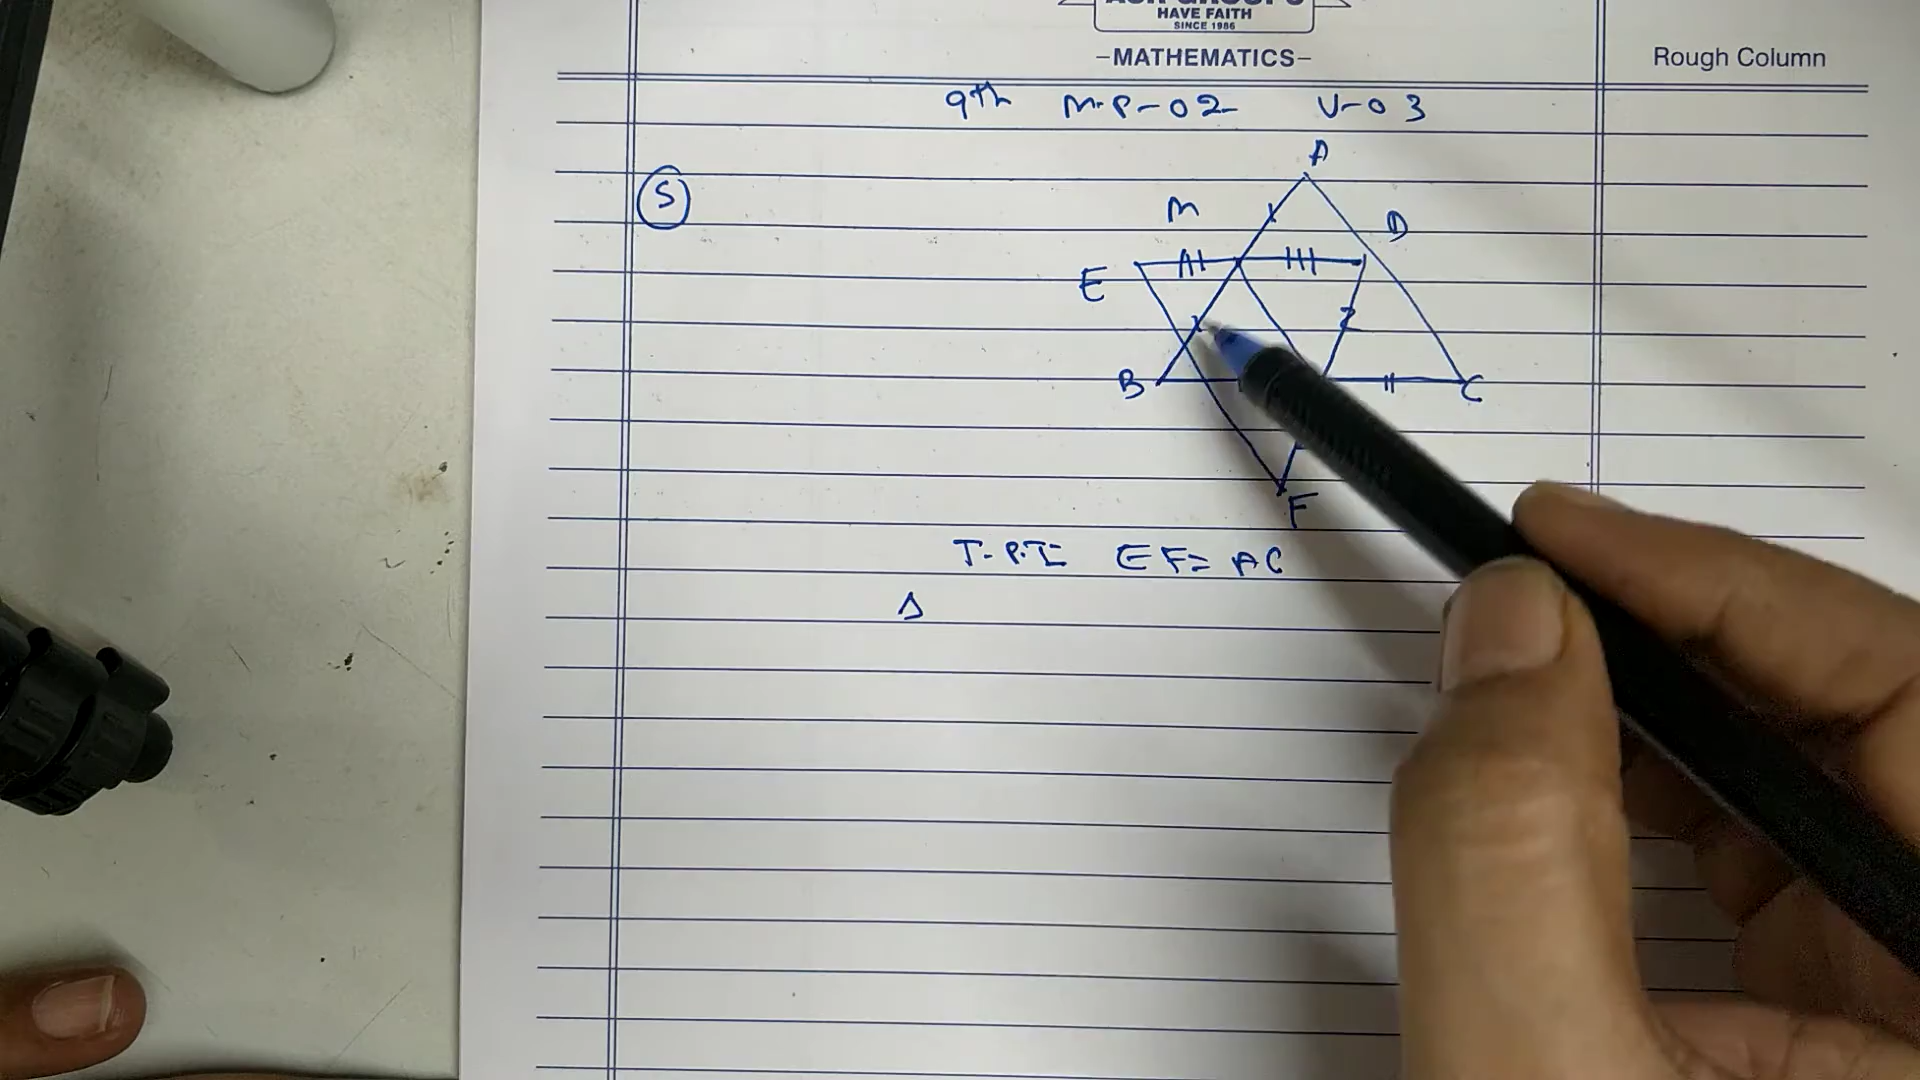 HAVE FAITH
SINCE 1986
-MATHEMATICS-
Rough Column
9th M.P-02 V-03
5
A
M
D
E
B
C
F
T.P.T EF= AC
Δ